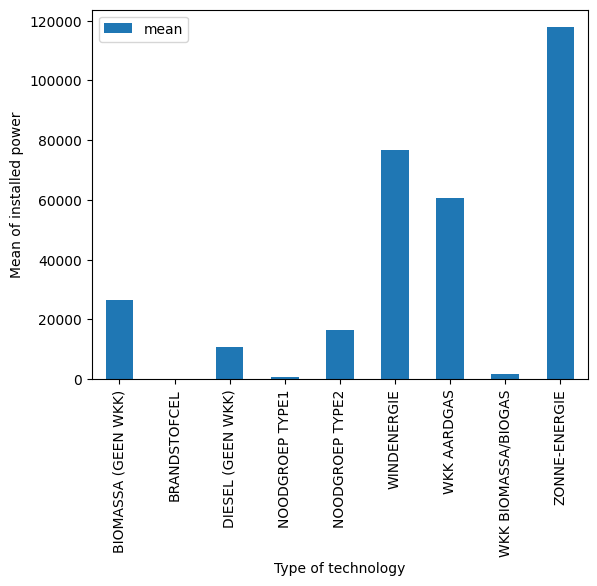 mean
Mean of installed power
120000
100000
80000
60000
40000
20000
0
BIOMASSA (GEEN WKK)
BRANDSTOFCEL
DIESEL (GEEN WKK)
NOODGROEP TYPE1
NOODGROEP TYPE2
WINDENERGIE
WKK AARDGAS
WKK BIOMASSA/BIOGAS
ZONNE-ENERGIE
Type of technology